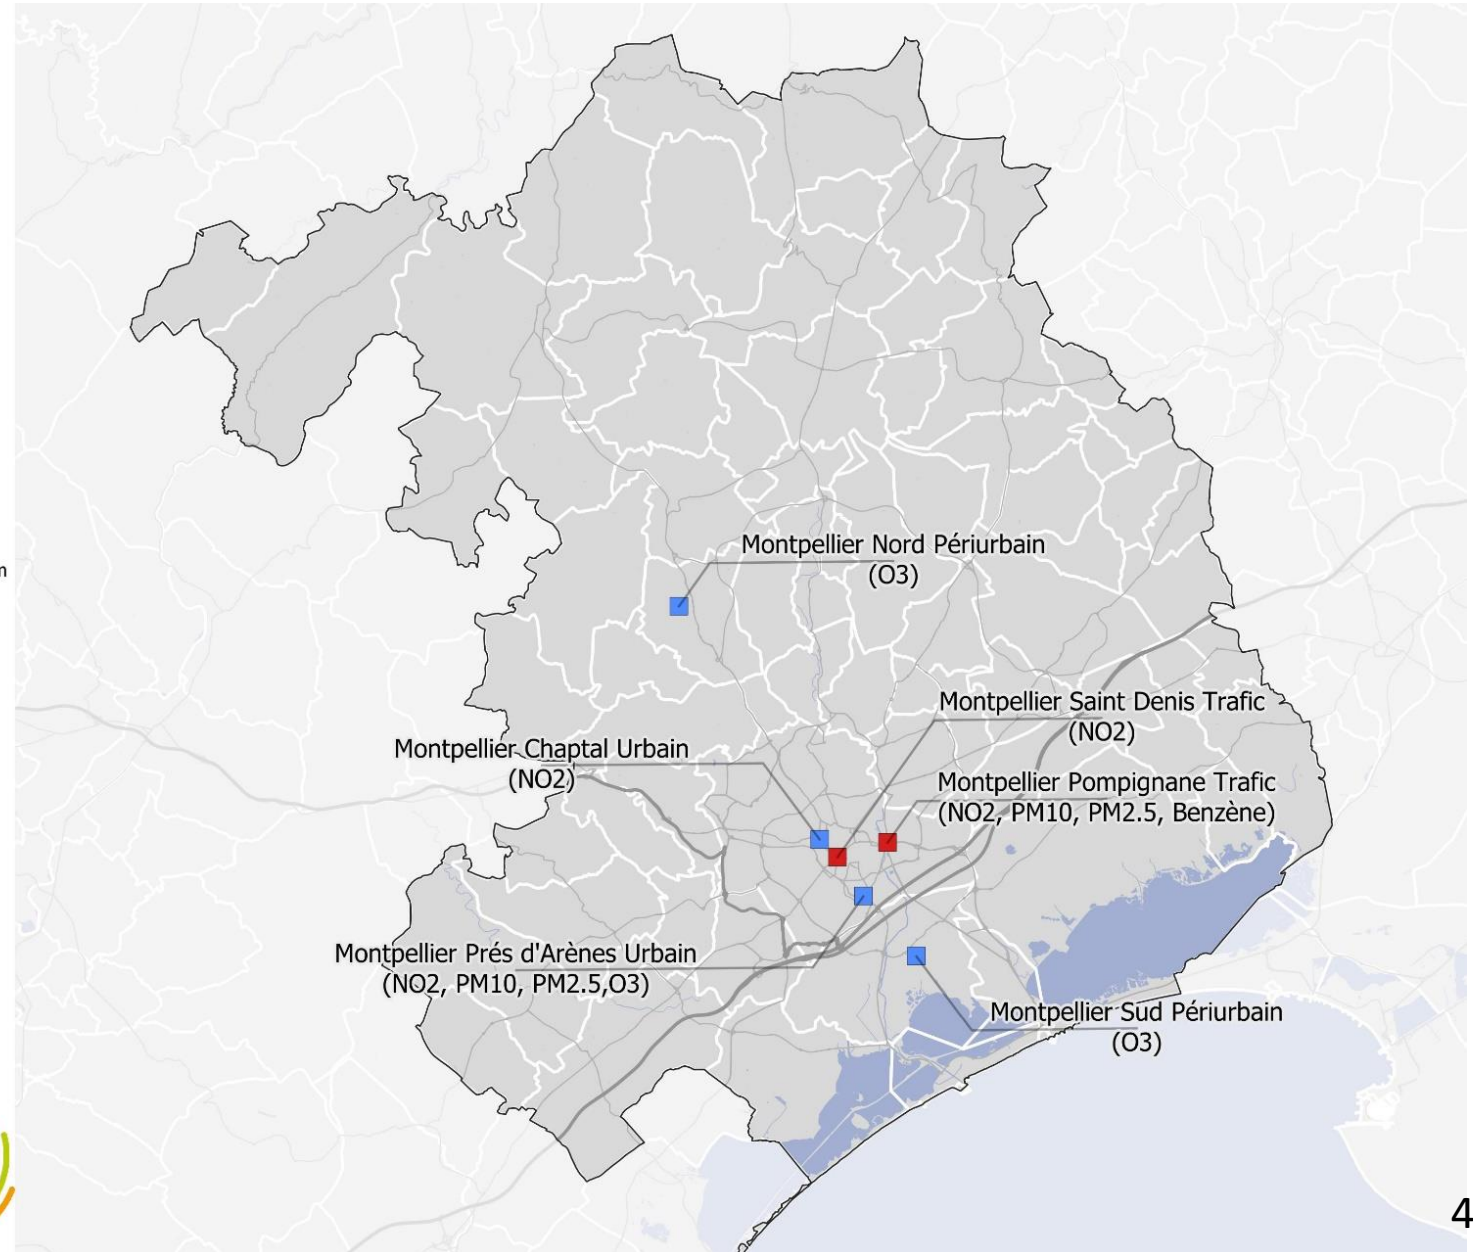 Montpellier Nord Périurbain
(O3)
Montpellier Saint Denis Trafic
(NO2)
Montpellier Chaptal Urbain
(NO2)
Montpellier Pompignane Trafic
(NO2, PM10, PM2.5, Benzène)
Montpellier Prés d'Arènes Urbain
(NO2, PM10, PM2.5,O3)
Montpellier Sud Périurbain
(O3)
4